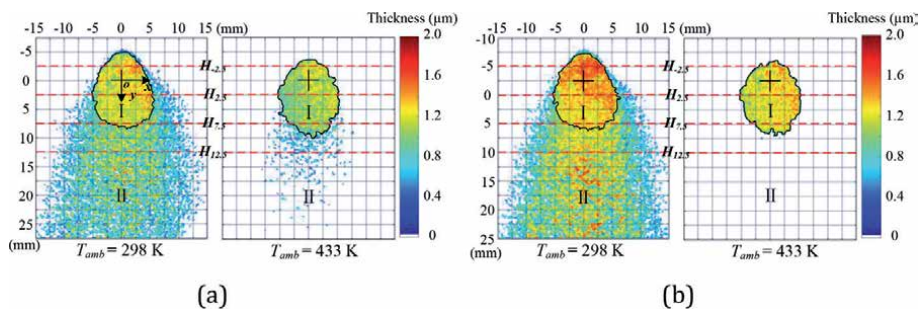 Thickness (µm)
-15 -10 -5 0 5 10 15 (mm)
-5
0
5
10
15
20
25
(mm)
o
y
I
II
I
II
H-2.5
H2.5
H7.5
H12.5
2.0
1.6
1.2
0.8
0.4
0
Tamb = 298 K
Tamb = 433 K
(a)
Thickness (µm)
-15 -10 -5 0 5 10 15 (mm)
-10
-5
0
5
10
15
20
25
(mm)
I
II
I
II
H-2.5
H2.5
H7.5
H12.5
2.0
1.6
1.2
0.8
0.4
0
Tamb = 298 K
Tamb = 433 K
(b)